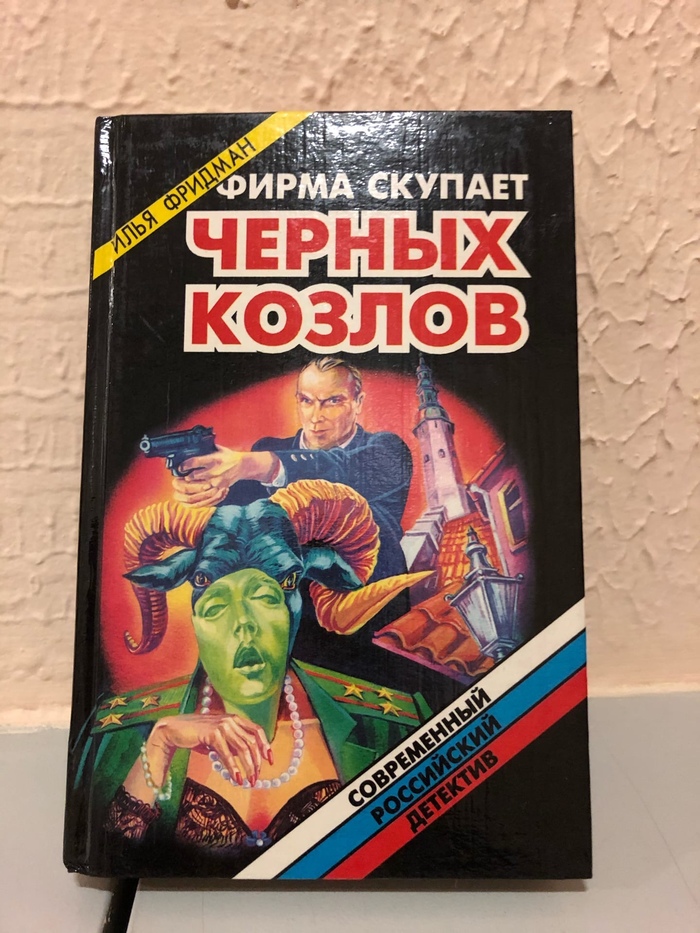 ИЛЬЯ ФРИДМАН
ФИРМА СКУПАЕТ
ЧЕРНЫХ
КОЗЛОВ
СОВРЕМЕННЫЙ
РОССИЙСКИЙ
ДЕТЕКТИВ